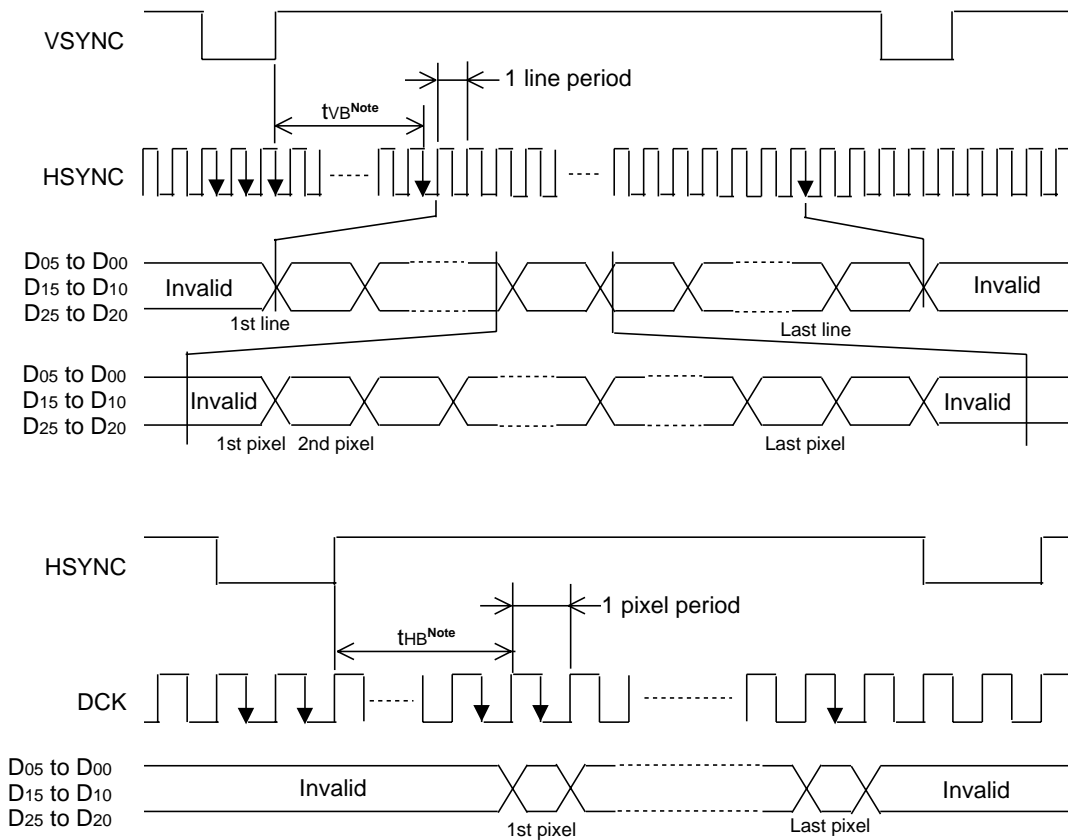 VSYNC
1 line period
tVBNote
HSYNC
D05 to D00
D15 to D10
D25 to D20
Invalid
Invalid
1st line
Last line
D05 to D00
D15 to D10
D25 to D20
Invalid
Invalid
1st pixel
2nd pixel
Last pixel
HSYNC
1 pixel period
tHBNote
DCK
D05 to D00
D15 to D10
D25 to D20
Invalid
Invalid
1st pixel
Last pixel